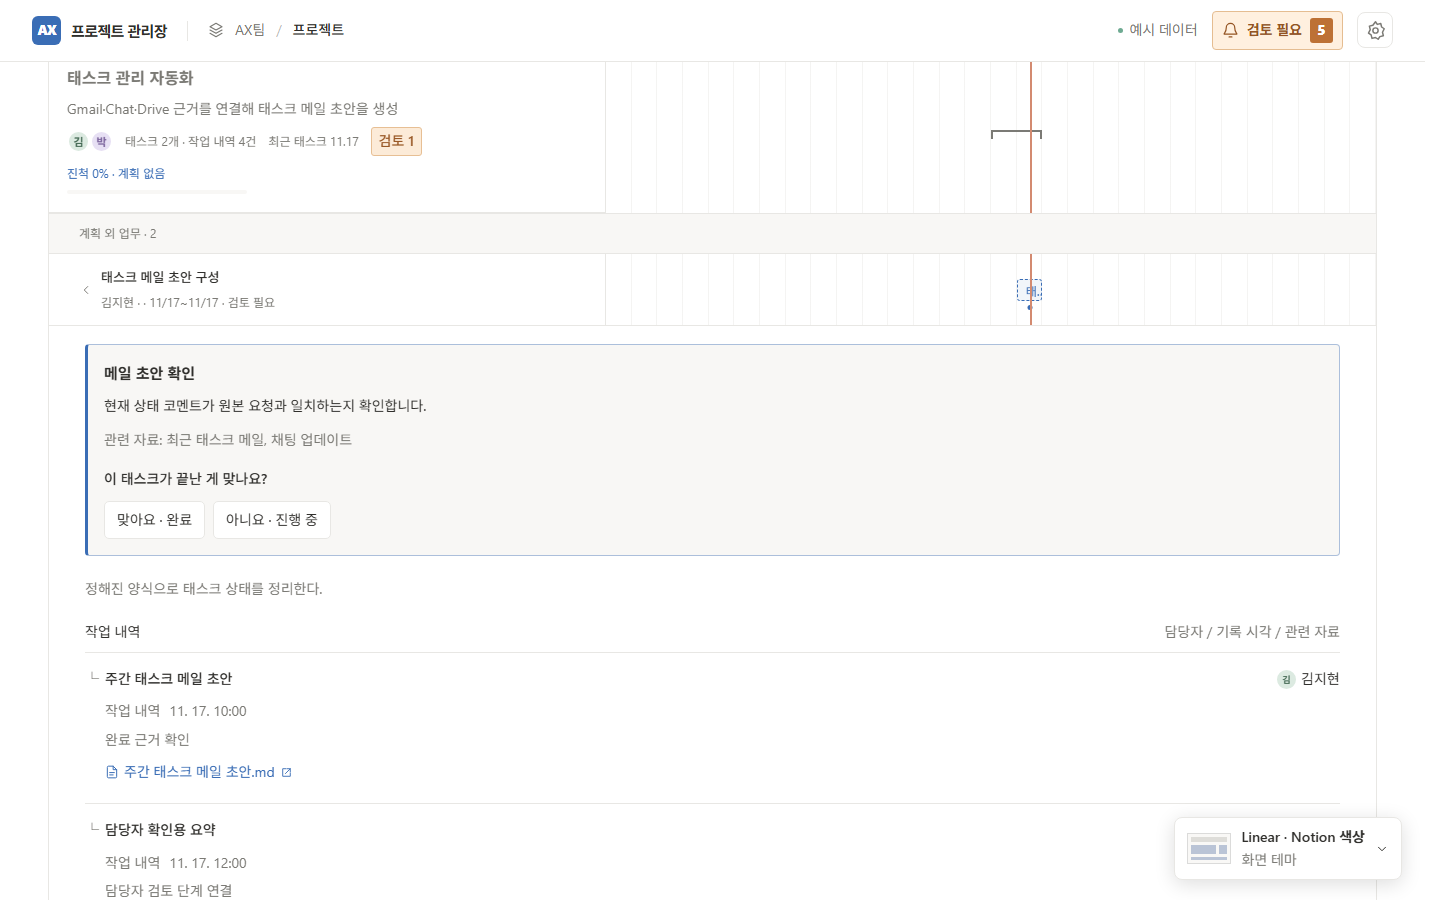 AX 프로젝트 관리장
AX팀 / 프로젝트
예시 데이터
검토 필요 5
태스크 관리 자동화
Gmail·Chat·Drive 근거를 연결해 태스크 메일 초안을 생성
김 박 태스크 2개 · 작업 내역 4건 최근 태스크 11.17 검토 1
진척 0% · 계획 없음
계획 외 업무 · 2
태스크 메일 초안 구성
김지현 · · 11/17~11/17 · 검토 필요
메일 초안 확인
현재 상태 코멘트가 원본 요청과 일치하는지 확인합니다.
관련 자료: 최근 태스크 메일, 채팅 업데이트
이 태스크가 끝난 게 맞나요?
맞아요 · 완료
아니요 · 진행 중
정해진 양식으로 태스크 상태를 정리한다.
작업 내역
담당자 / 기록 시각 / 관련 자료
주간 태스크 메일 초안
김 김지현
작업 내역 11. 17. 10:00
완료 근거 확인
주간 태스크 메일 초안.md
담당자 확인용 요약
작업 내역 11. 17. 12:00
담당자 검토 단계 연결
Linear · Notion 색상
화면 테마